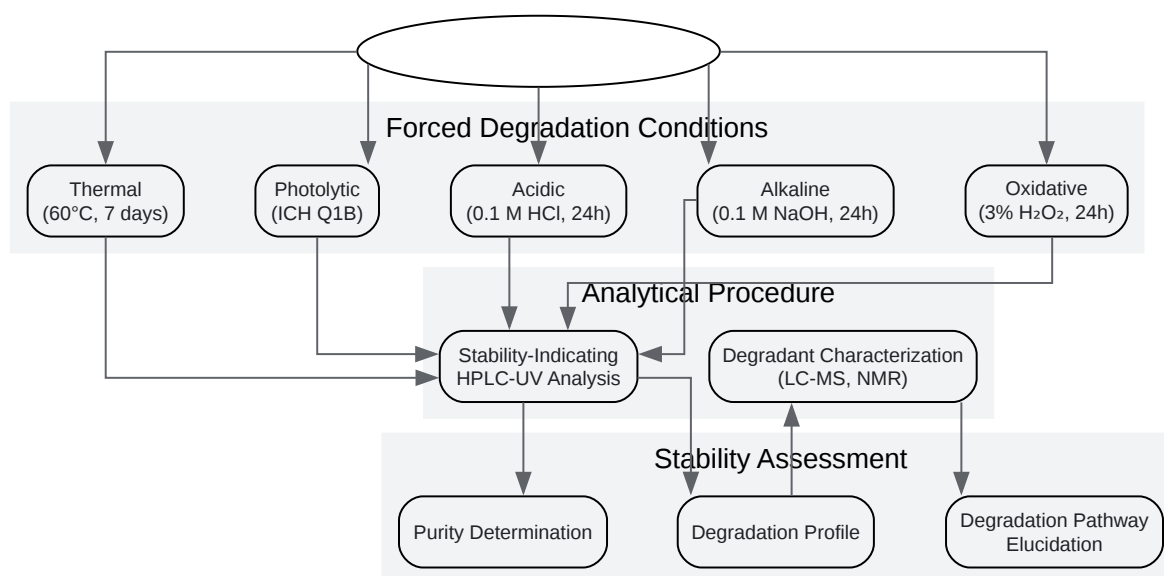 Forced Degradation Conditions
Thermal
(60°C, 7 days)
Photolytic
(ICH Q1B)
Acidic
(0.1 M HCl, 24h)
Alkaline
(0.1 M NaOH, 24h)
Oxidative
(3% H₂O₂, 24h)
Analytical Procedure
Stability-Indicating
HPLC-UV Analysis
Degradant Characterization
(LC-MS, NMR)
Stability Assessment
Purity Determination
Degradation Profile
Degradation Pathway
Elucidation